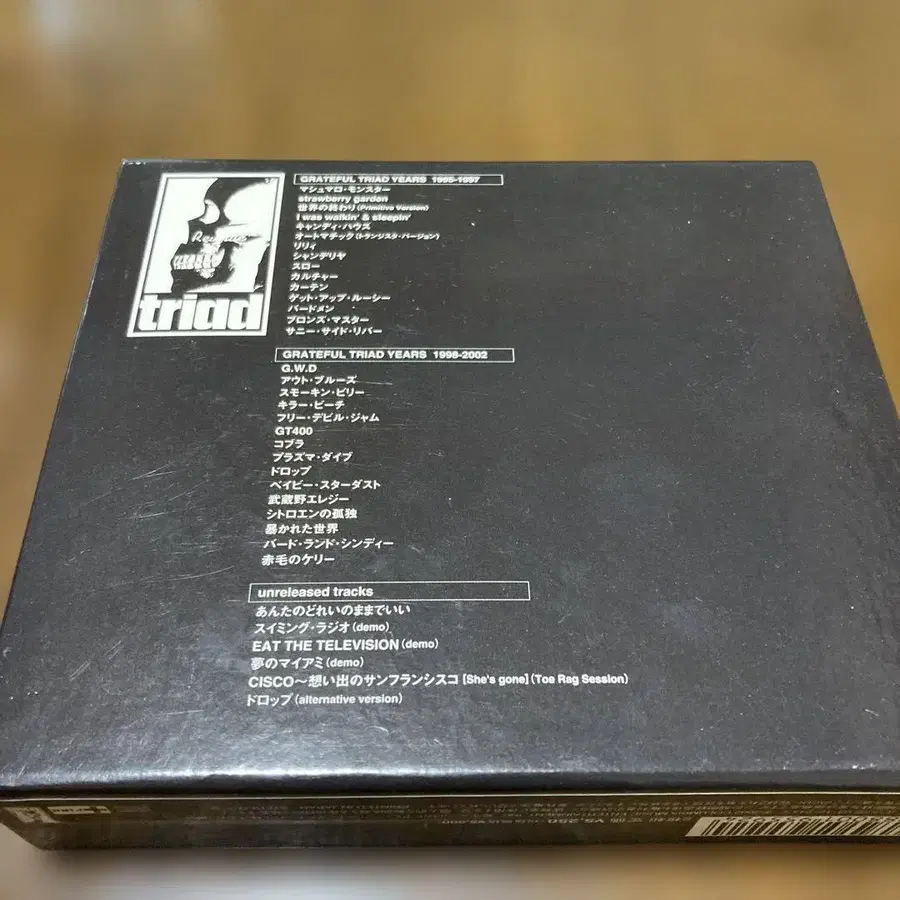 Revenge
triad
GRATEFUL TRIAD YEARS 1995-1997
マシュマロ・モンスター
strawberry garden
世界の終わり(Primitive Version)
I was walkin' & sleepin'
キャンディ・ハウス
オートマチック(トランジスタ・バージョン)
リリィ
シャンデリヤ
スロー
カルチャー
カーテン
ゲット・アップ・ルーシー
バードメン
ブロンズ・マスター
サニー・サイド・リバー
GRATEFUL TRIAD YEARS 1998-2002
G.W.D
アウト・ブルーズ
スモーキン・ビリー
キラー・ビーチ
フリー・デビル・ジャム
GT400
コブラ
プラズマ・ダイブ
ドロップ
ベイビー・スターダスト
武蔵野エレジー
シトロエンの孤独
暴かれた世界
バード・ランド・シンディー
赤毛のケリー
unreleased tracks
あんたのどれいのままでいい
スイミング・ラジオ(demo)
EAT THE TELEVISION(demo)
夢のマイアミ(demo)
CISCO〜想い出のサンフランシスコ [She's gone](Toe Rag Session)
ドロップ(alternative version)